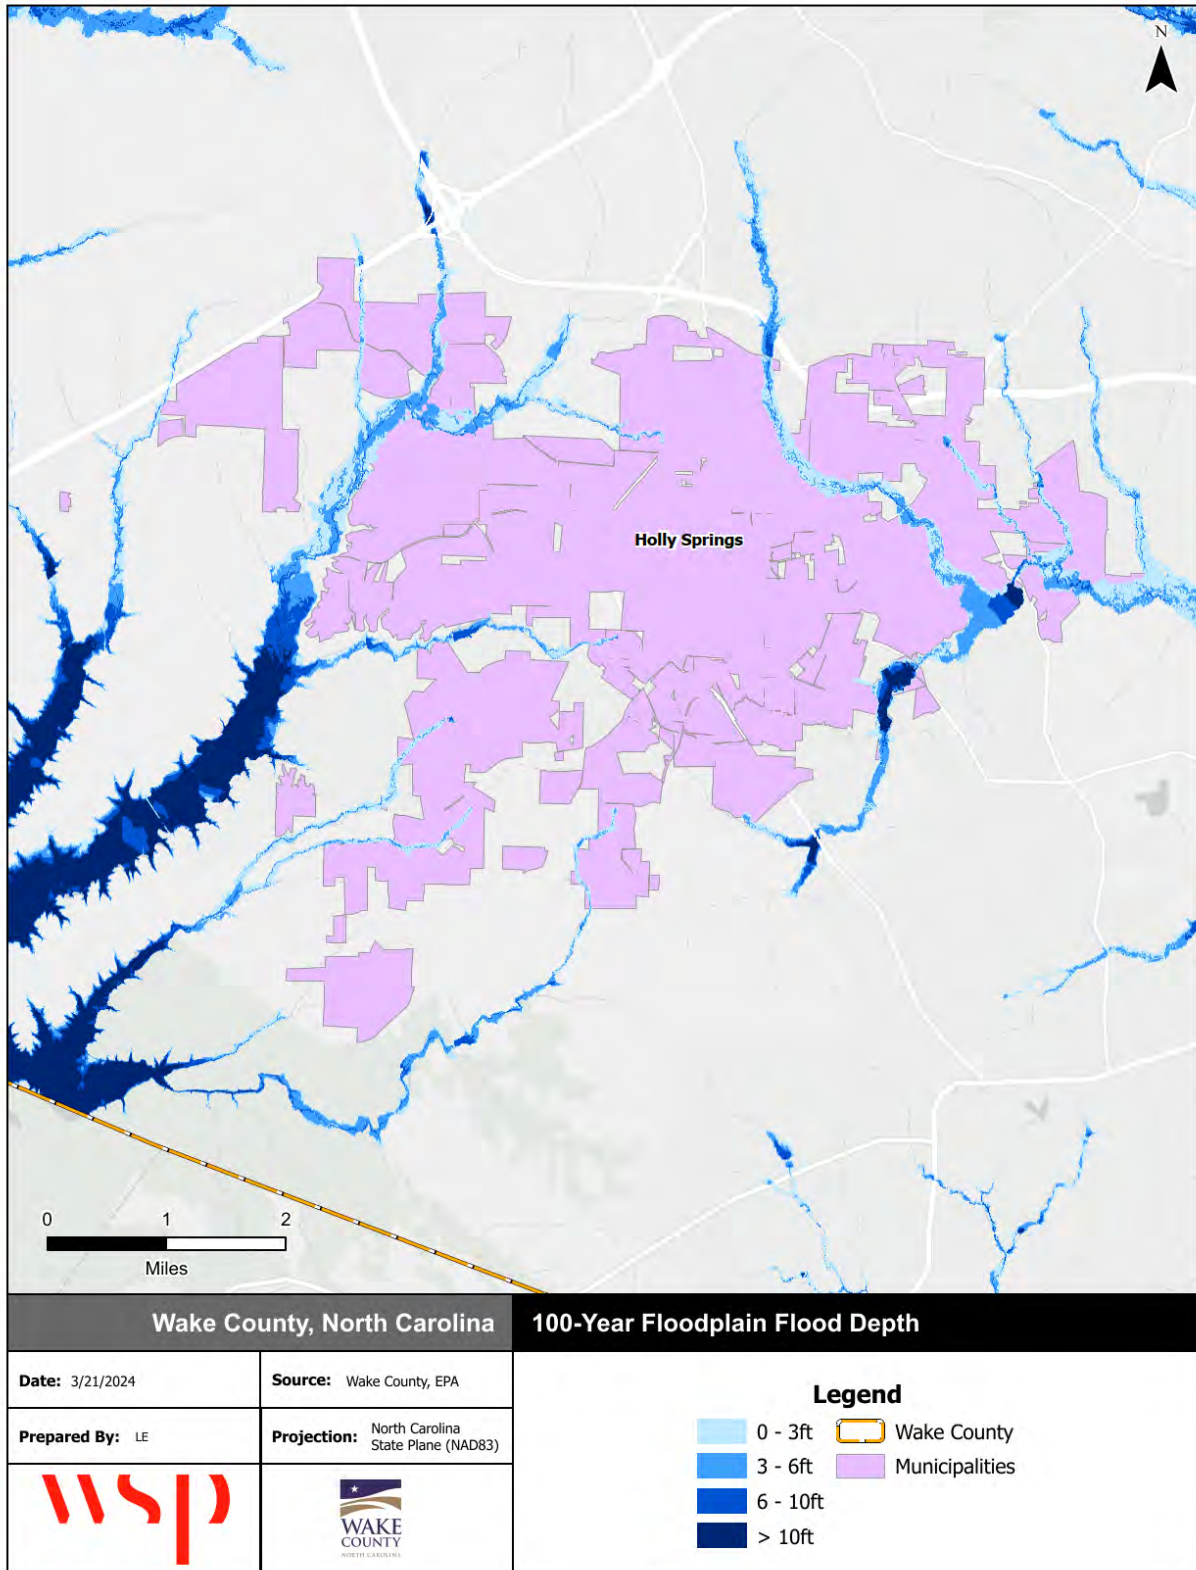 N
Holly Springs
0 1 2
Miles
Wake County, North Carolina
100-Year Floodplain Flood Depth
Date: 3/21/2024
Source: Wake County, EPA
Prepared By: LE
Projection: North Carolina
State Plane (NAD83)
wsp
WAKE
COUNTY
NORTH CAROLINA
Legend
0 - 3ft
Wake County
3 - 6ft
Municipalities
6 - 10ft
> 10ft